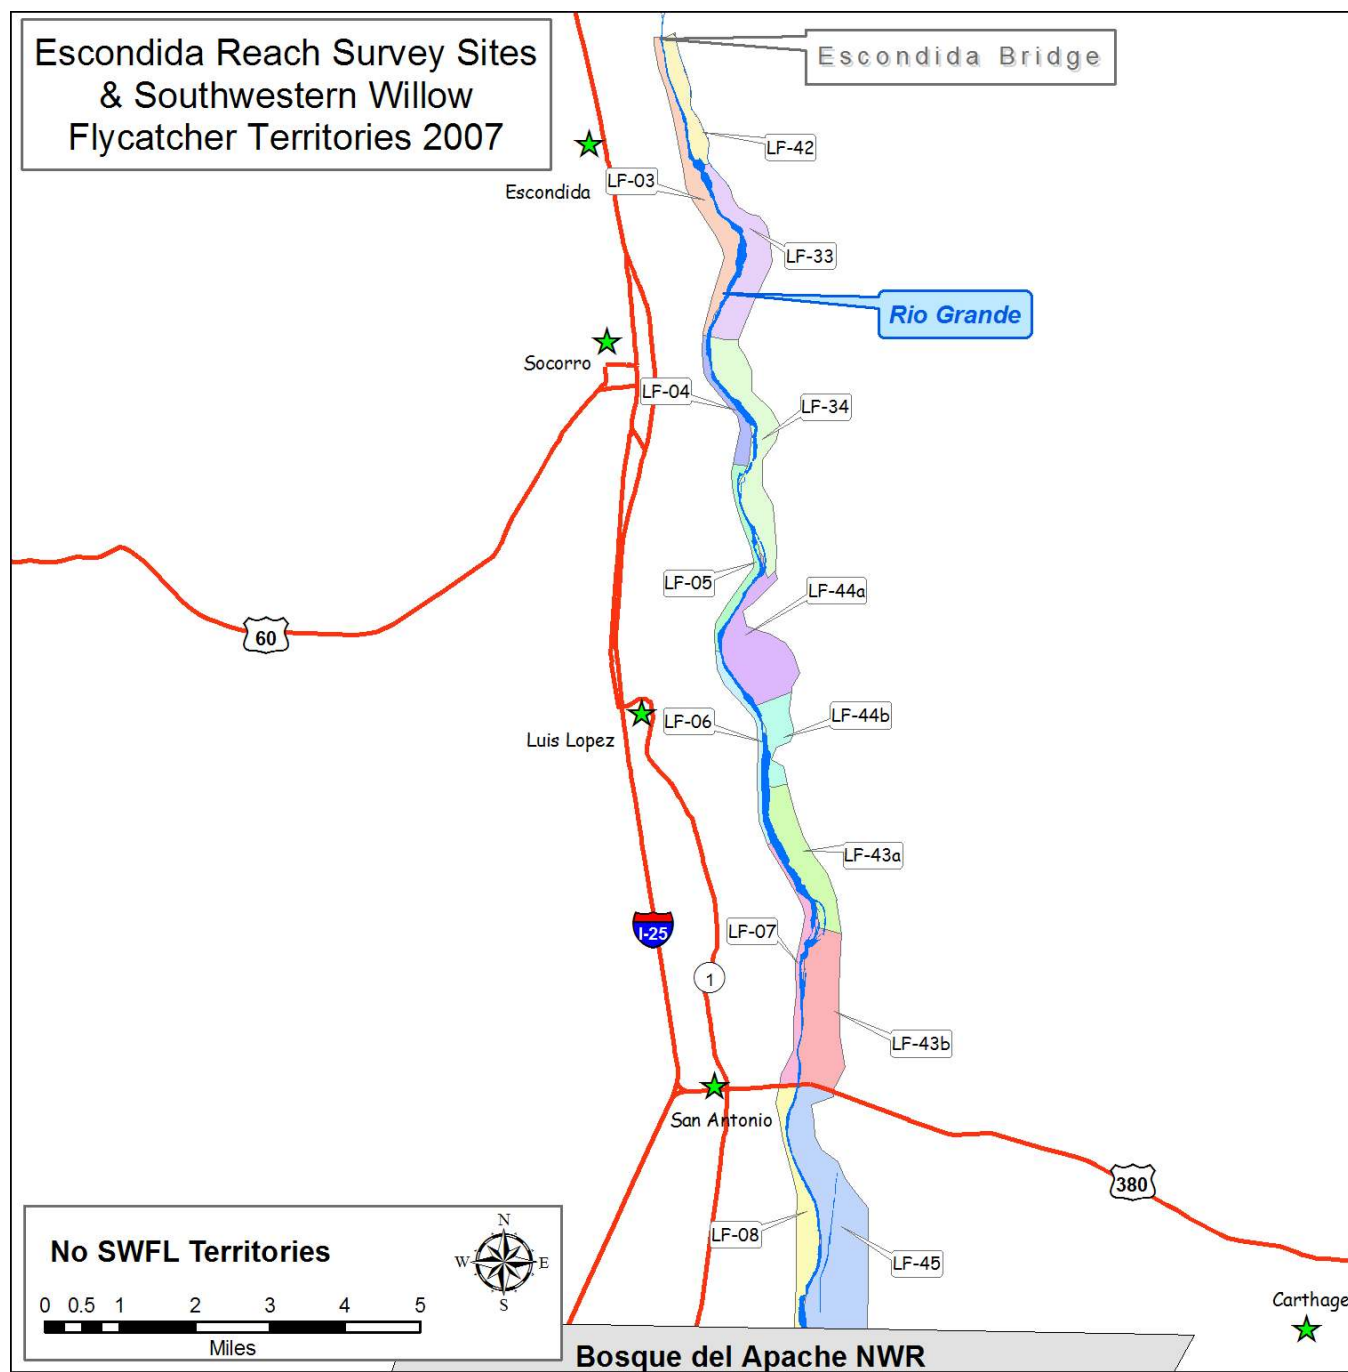 Escondida Reach Survey Sites
& Southwestern Willow
Flycatcher Territories 2007
Escondida Bridge
LF-42
LF-03
Escondida
LF-33
Rio Grande
Socorro
LF-04
LF-34
LF-05
LF-44a
60
LF-06
LF-44b
Luis Lopez
LF-43a
I-25
LF-07
1
LF-43b
San Antonio
380
LF-08
LF-45
No SWFL Territories
N
W E
S
0 0.5 1 2 3 4 5
Miles
Carthage
Bosque del Apache NWR